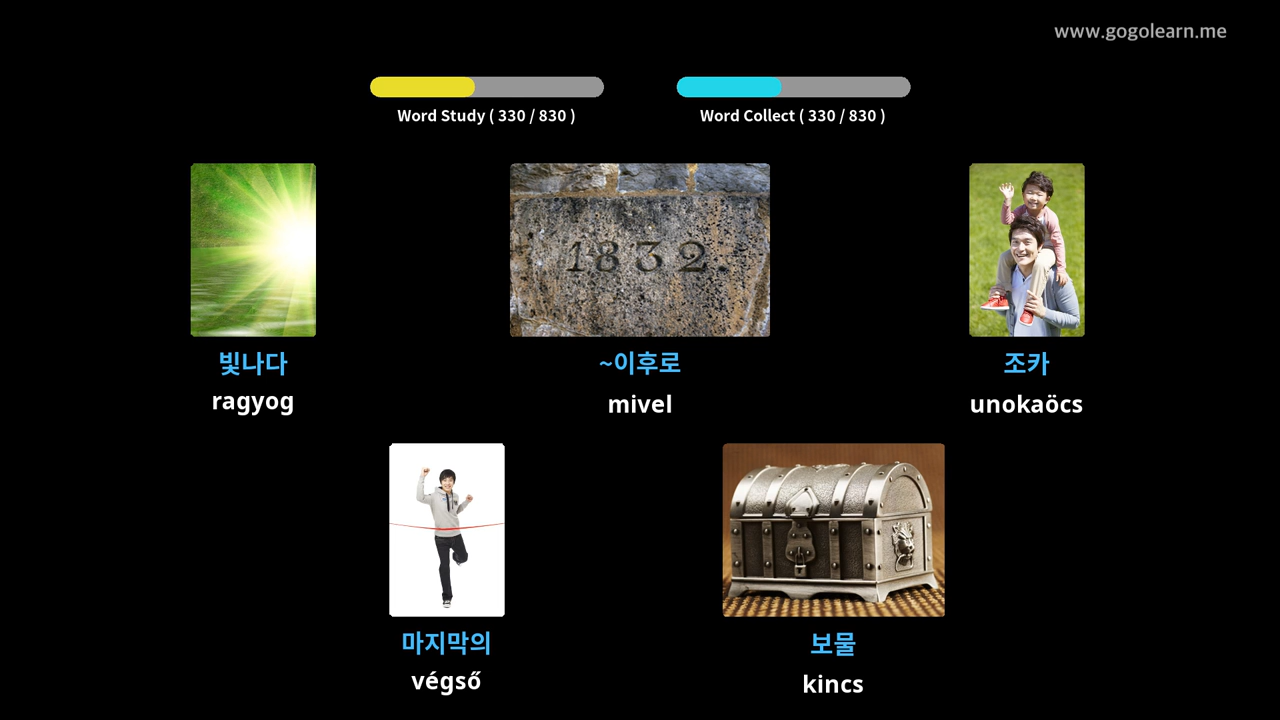 www.gogolearn.me
Word Study ( 330 / 830 )
Word Collect ( 330 / 830 )
1832.
빛나다
ragyog
~이후로
mivel
조카
unokaöcs
마지막의
végső
보물
kincs